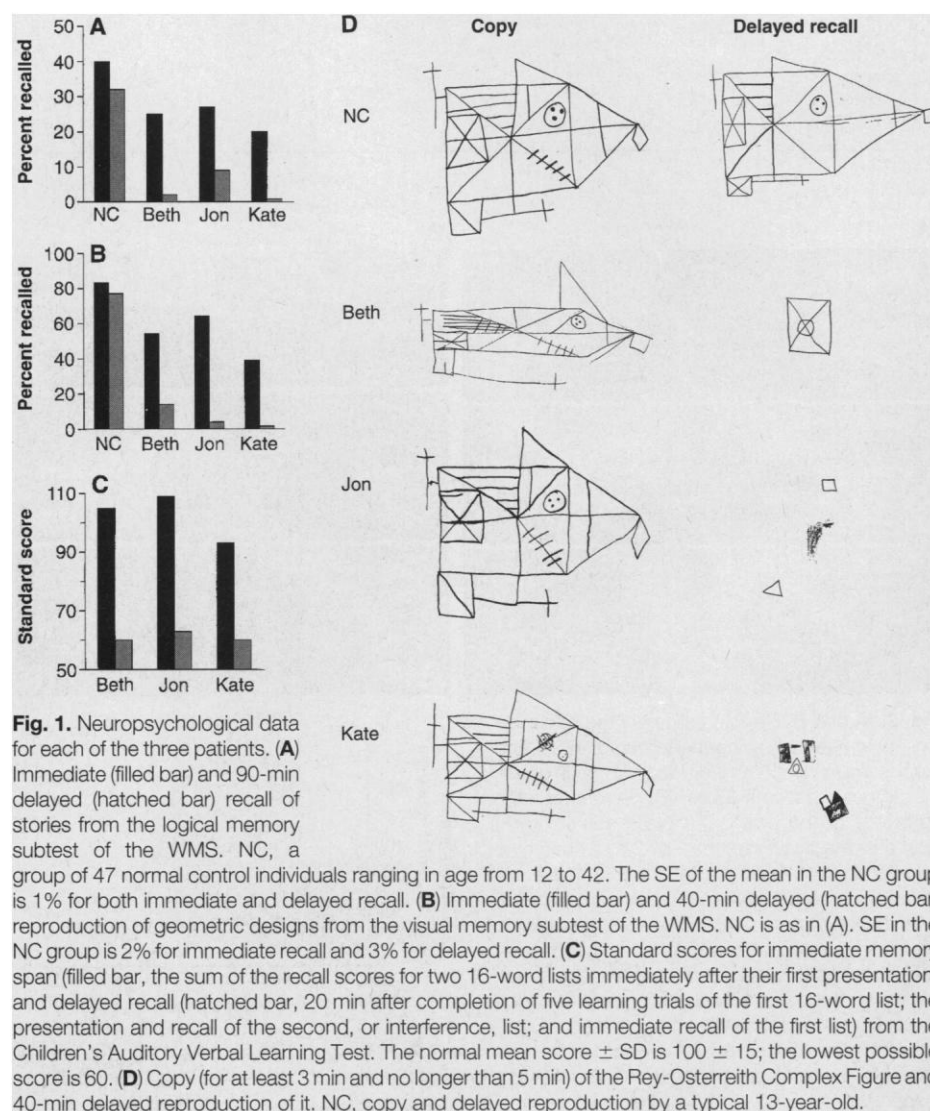 A
Percent recalled
50
40
30
20
10
0
NC Beth Jon Kate
B
Percent recalled
100
80
60
40
20
0
NC Beth Jon Kate
C
Standard score
110
90
70
50
Beth Jon Kate
D
Copy Delayed recall
NC
Beth
Jon
Kate
Fig. 1. Neuropsychological data
for each of the three patients. (A)
Immediate (filled bar) and 90-min
delayed (hatched bar) recall of
stories from the logical memory
subtest of the WMS. NC, a
group of 47 normal control individuals ranging in age from 12 to 42. The SE of the mean in the NC group
is 1% for both immediate and delayed recall. (B) Immediate (filled bar) and 40-min delayed (hatched bar
reproduction of geometric designs from the visual memory subtest of the WMS. NC is as in (A). SE in the
NC group is 2% for immediate recall and 3% for delayed recall. (C) Standard scores for immediate memory
span (filled bar, the sum of the recall scores for two 16-word lists immediately after their first presentation
and delayed recall (hatched bar, 20 min after completion of five learning trials of the first 16-word list; the
presentation and recall of the second, or interference, list; and immediate recall of the first list) from the
Children's Auditory Verbal Learning Test. The normal mean score ± SD is 100 ± 15; the lowest possible
score is 60. (D) Copy (for at least 3 min and no longer than 5 min) of the Rey-Osterreith Complex Figure and
40-min delayed reproduction of it. NC, copy and delayed reproduction by a typical 13-year-old.